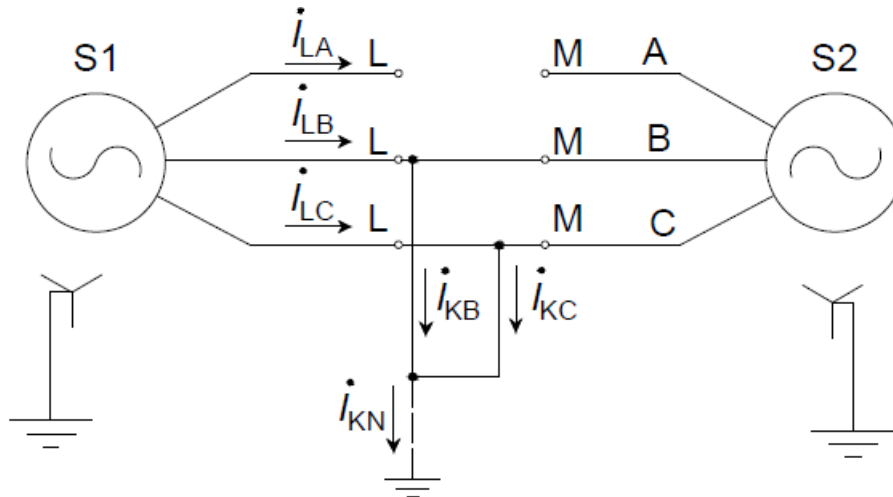 S1 İLA L M A S2
İLB L M B
İLC L M C
İKB İKC
İKN